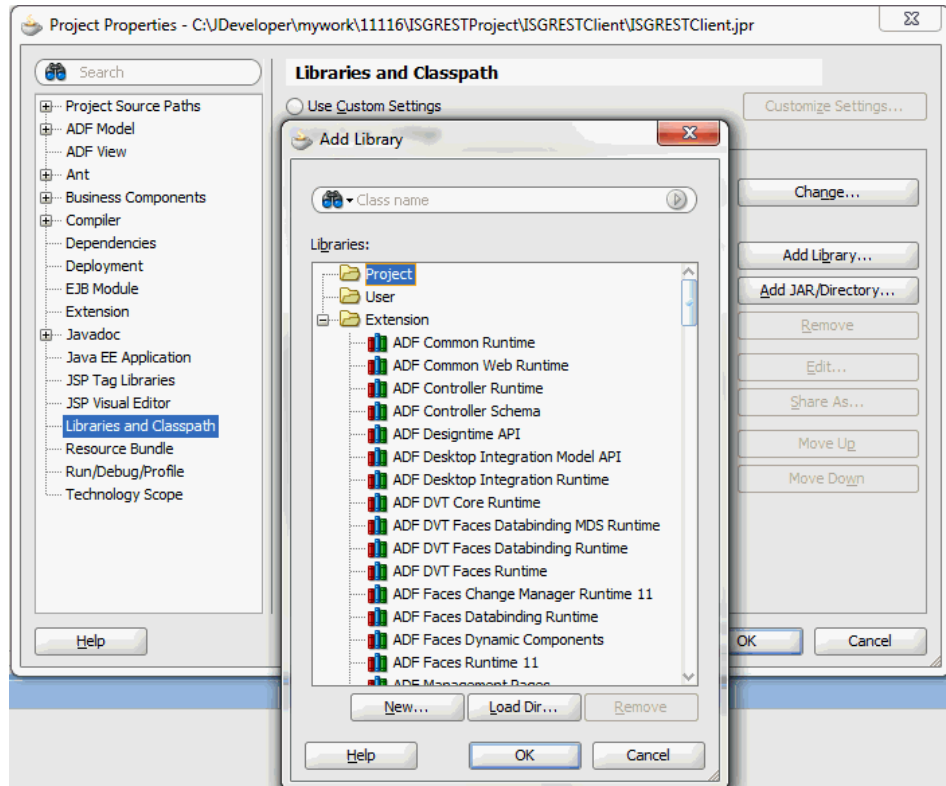 Project Properties - C:\JDeveloper\mywork\11116\ISGRESTProject\ISGRESTClient\ISGRESTClient.jpr
Search
Project Source Paths
ADF Model
ADF View
Ant
Business Components
Compiler
Dependencies
Deployment
EJB Module
Extension
Javadoc
Java EE Application
JSP Tag Libraries
JSP Visual Editor
Libraries and Classpath
Resource Bundle
Run/Debug/Profile
Technology Scope
Help
Libraries and Classpath
Use Custom Settings
Customize Settings...
Change...
Add Library...
Add JAR/Directory...
Remove
Edit...
Share As...
Move Up
Move Down
OK
Cancel
Add Library
Class name
Libraries:
Project
User
Extension
ADF Common Runtime
ADF Common Web Runtime
ADF Controller Runtime
ADF Controller Schema
ADF Designtime API
ADF Desktop Integration Model API
ADF Desktop Integration Runtime
ADF DVT Core Runtime
ADF DVT Faces Databinding MDS Runtime
ADF DVT Faces Databinding Runtime
ADF DVT Faces Runtime
ADF Faces Change Manager Runtime 11
ADF Faces Databinding Runtime
ADF Faces Dynamic Components
ADF Faces Runtime 11
ADF Management Pages
New...
Load Dir...
Remove
Help
OK
Cancel